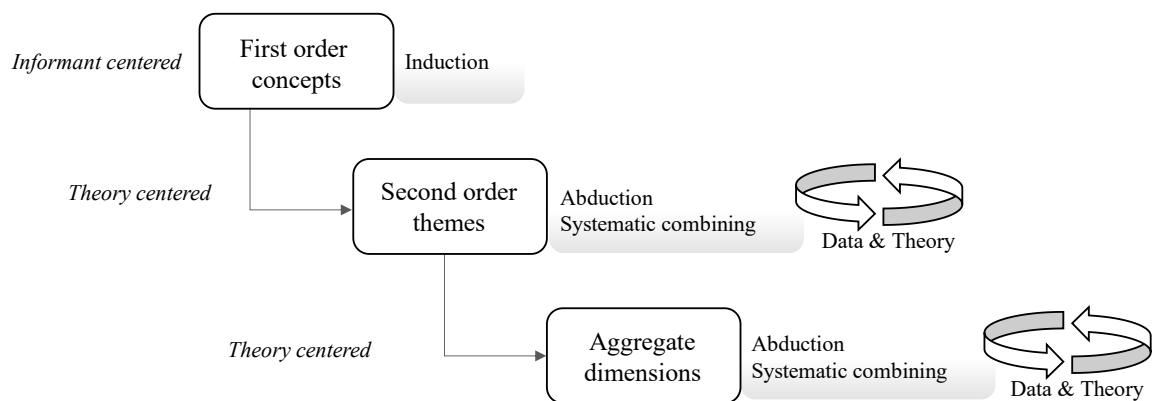 Informant centered
First order
concepts
Induction
Theory centered
Second order
themes
Abduction
Systematic combining
Data & Theory
Theory centered
Aggregate
dimensions
Abduction
Systematic combining
Data & Theory